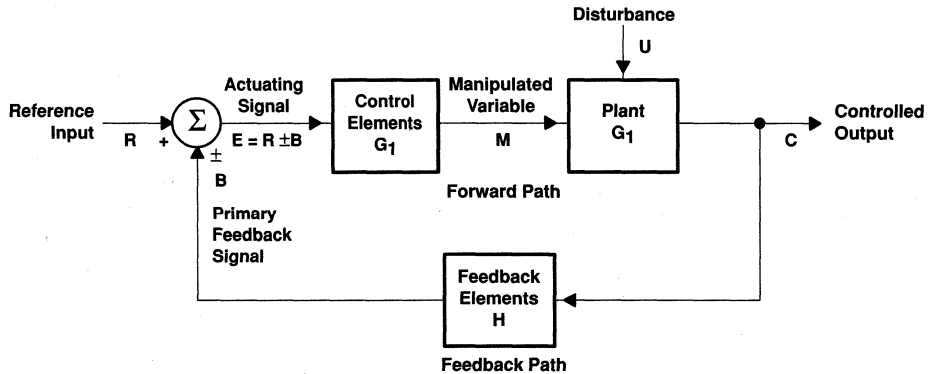 Disturbance
U
Actuating
Signal
Manipulated
Variable
Reference
Input
R
+
Σ
±
B
E = R ±B
Control
Elements
G1
M
Plant
G1
C
Controlled
Output
Forward Path
Primary
Feedback
Signal
Feedback
Elements
H
Feedback Path